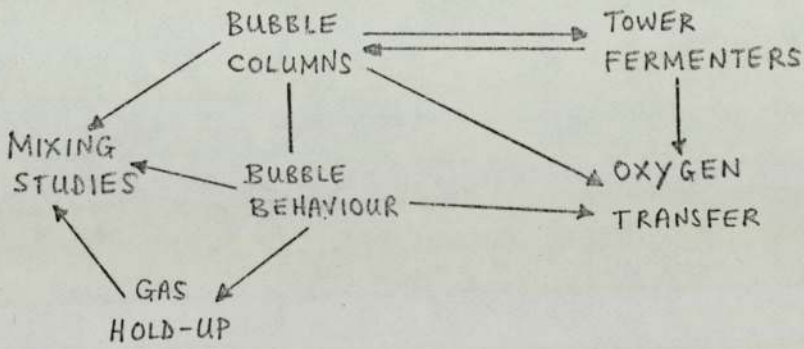 BUBBLE
COLUMNS
TOWER
FERMENTERS
MIXING
STUDIES
BUBBLE
BEHAVIOUR
OXYGEN
TRANSFER
GAS
HOLD-UP